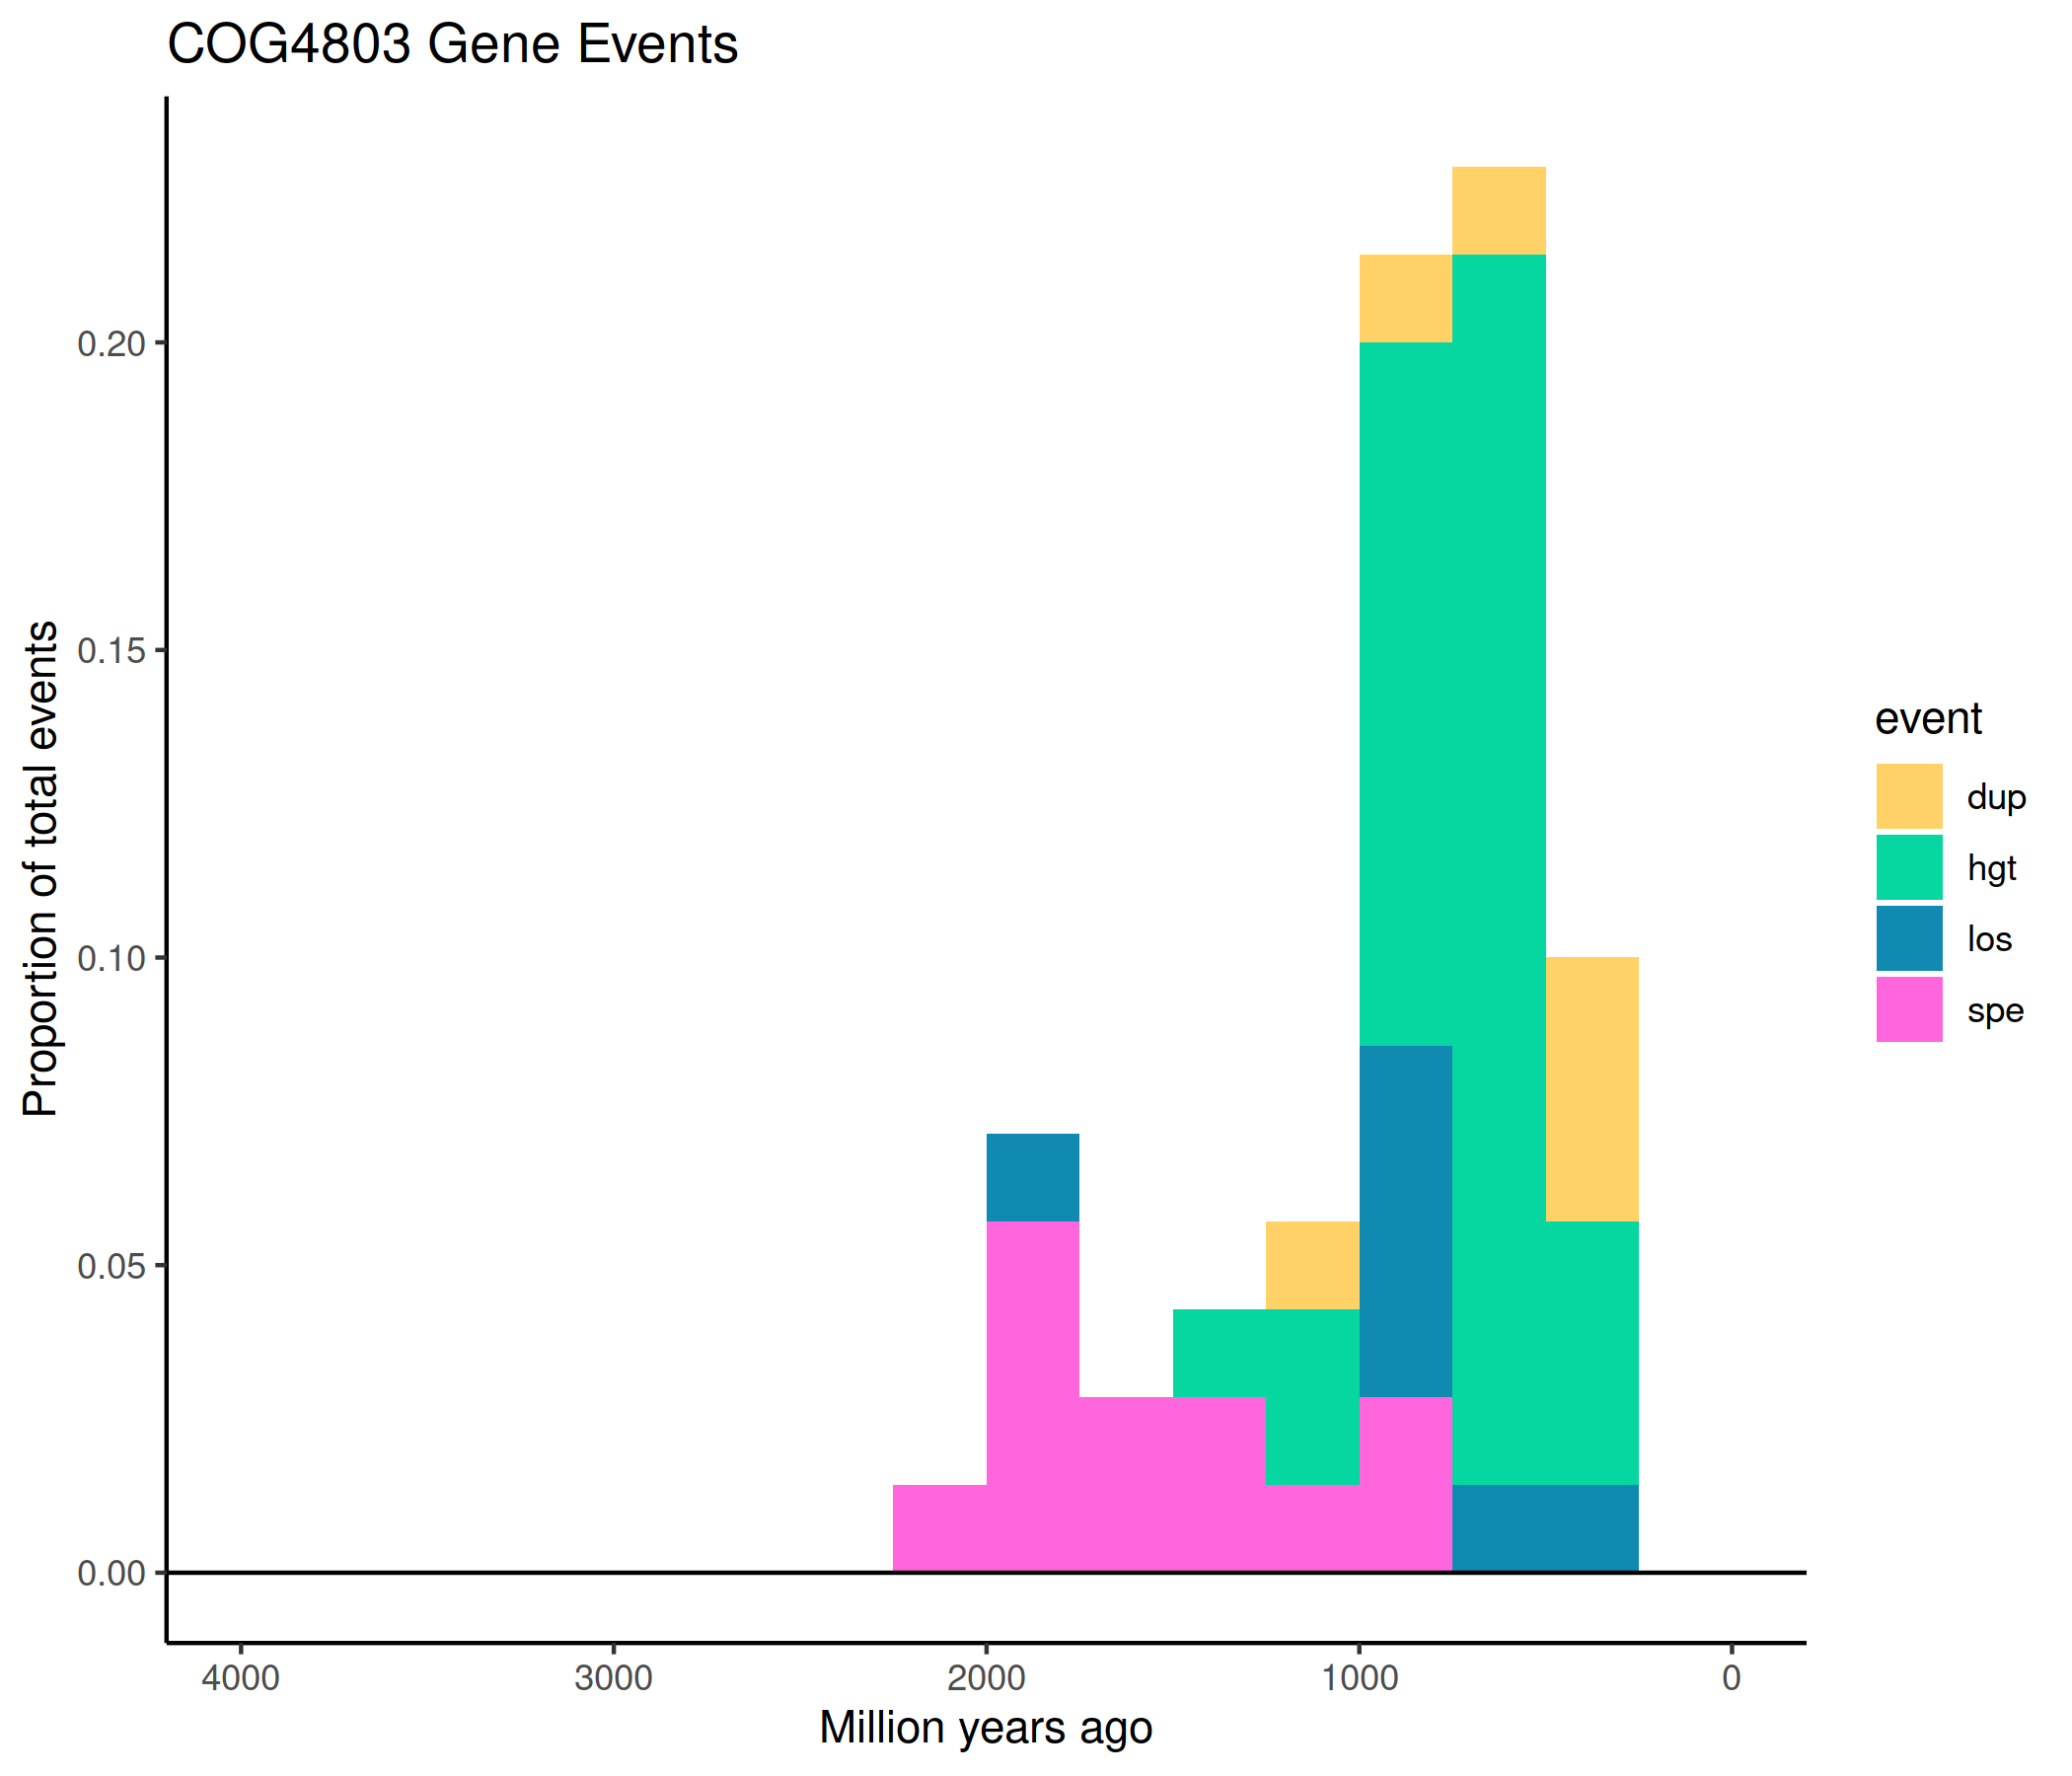 COG4803 Gene Events
Proportion of total events
0.20
0.15
0.10
0.05
0.00
4000 3000 2000 1000 0
Million years ago
event
dup
hgt
los
spe